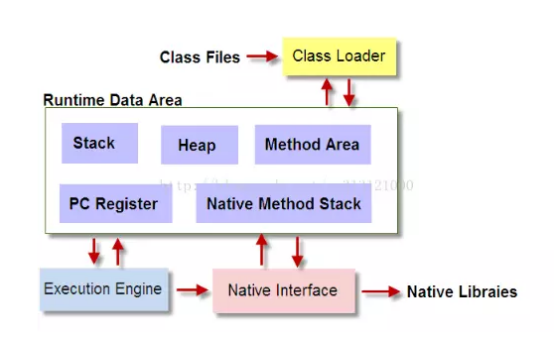 Class Files
Class Loader
Runtime Data Area
Stack
Heap
Method Area
PC Register
Native Method Stack
Execution Engine
Native Interface
Native Libraies